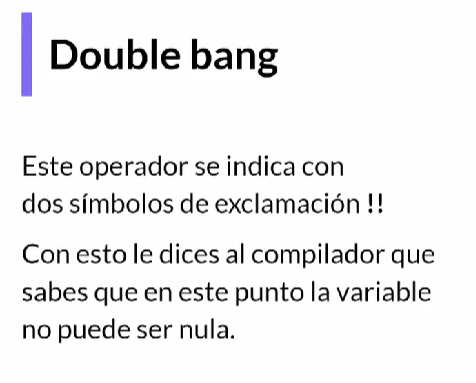 Double bang
Este operador se indica con
dos símbolos de exclamación !!
Con esto le dices al compilador que
sabes que en este punto la variable
no puede ser nula.